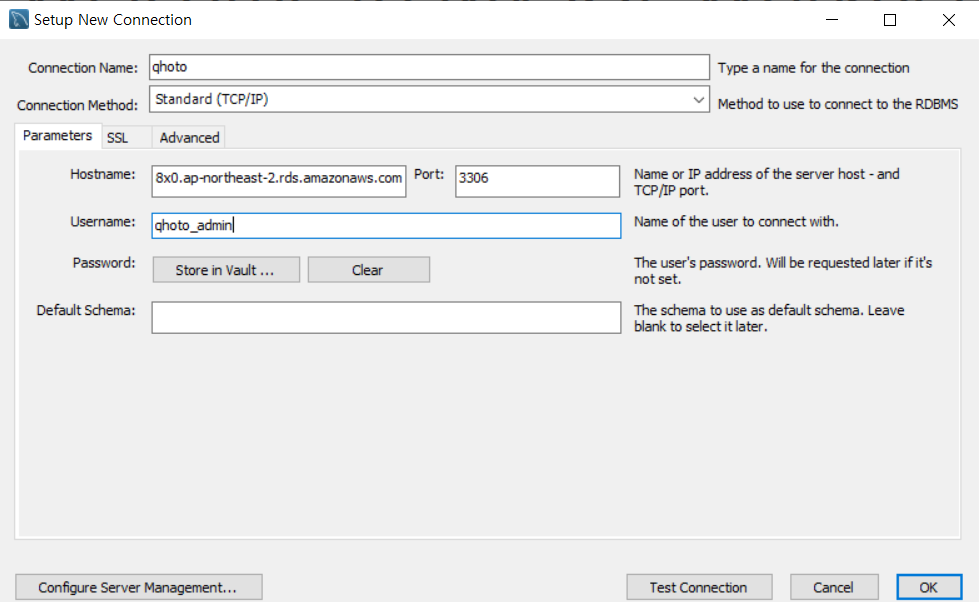 Setup New Connection
Connection Name: qhoto Type a name for the connection
Connection Method: Standard (TCP/IP) Method to use to connect to the RDBMS
Parameters SSL Advanced
Hostname: 8x0.ap-northeast-2.rds.amazonaws.com Port: 3306 Name or IP address of the server host - and
TCP/IP port.
Username: qhoto_admin Name of the user to connect with.
Password: Store in Vault ... Clear The user's password. Will be requested later if it's
not set.
Default Schema: The schema to use as default schema. Leave
blank to select it later.
Configure Server Management... Test Connection Cancel OK